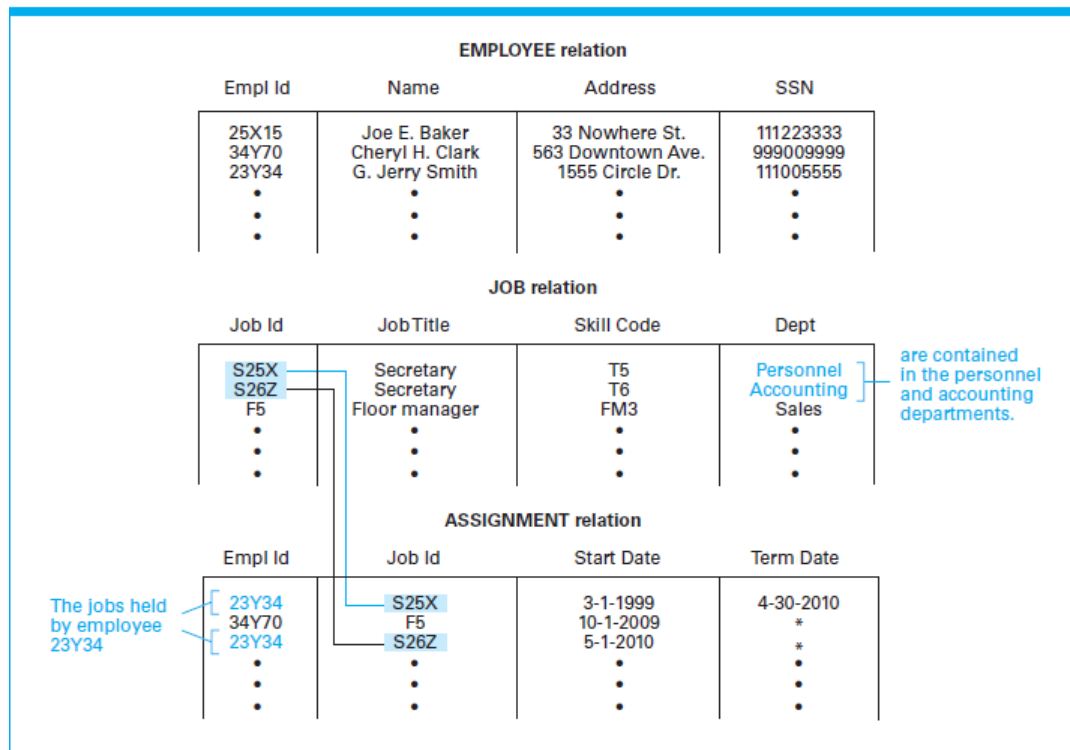 EMPLOYEE relation
Empl Id Name Address SSN
25X15 Joe E. Baker 33 Nowhere St. 111223333
34Y70 Cheryl H. Clark 563 Downtown Ave. 999009999
23Y34 G. Jerry Smith 1555 Circle Dr. 111005555
JOB relation
Job Id Job Title Skill Code Dept
S25X Secretary T5 Personnel
S26Z Secretary T6 Accounting
F5 Floor manager FM3 Sales
are contained
in the personnel
and accounting
departments.
ASSIGNMENT relation
Empl Id Job Id Start Date Term Date
23Y34 S25X 3-1-1999 4-30-2010
34Y70 F5 10-1-2009 *
23Y34 S26Z 5-1-2010 *
The jobs held
by employee
23Y34